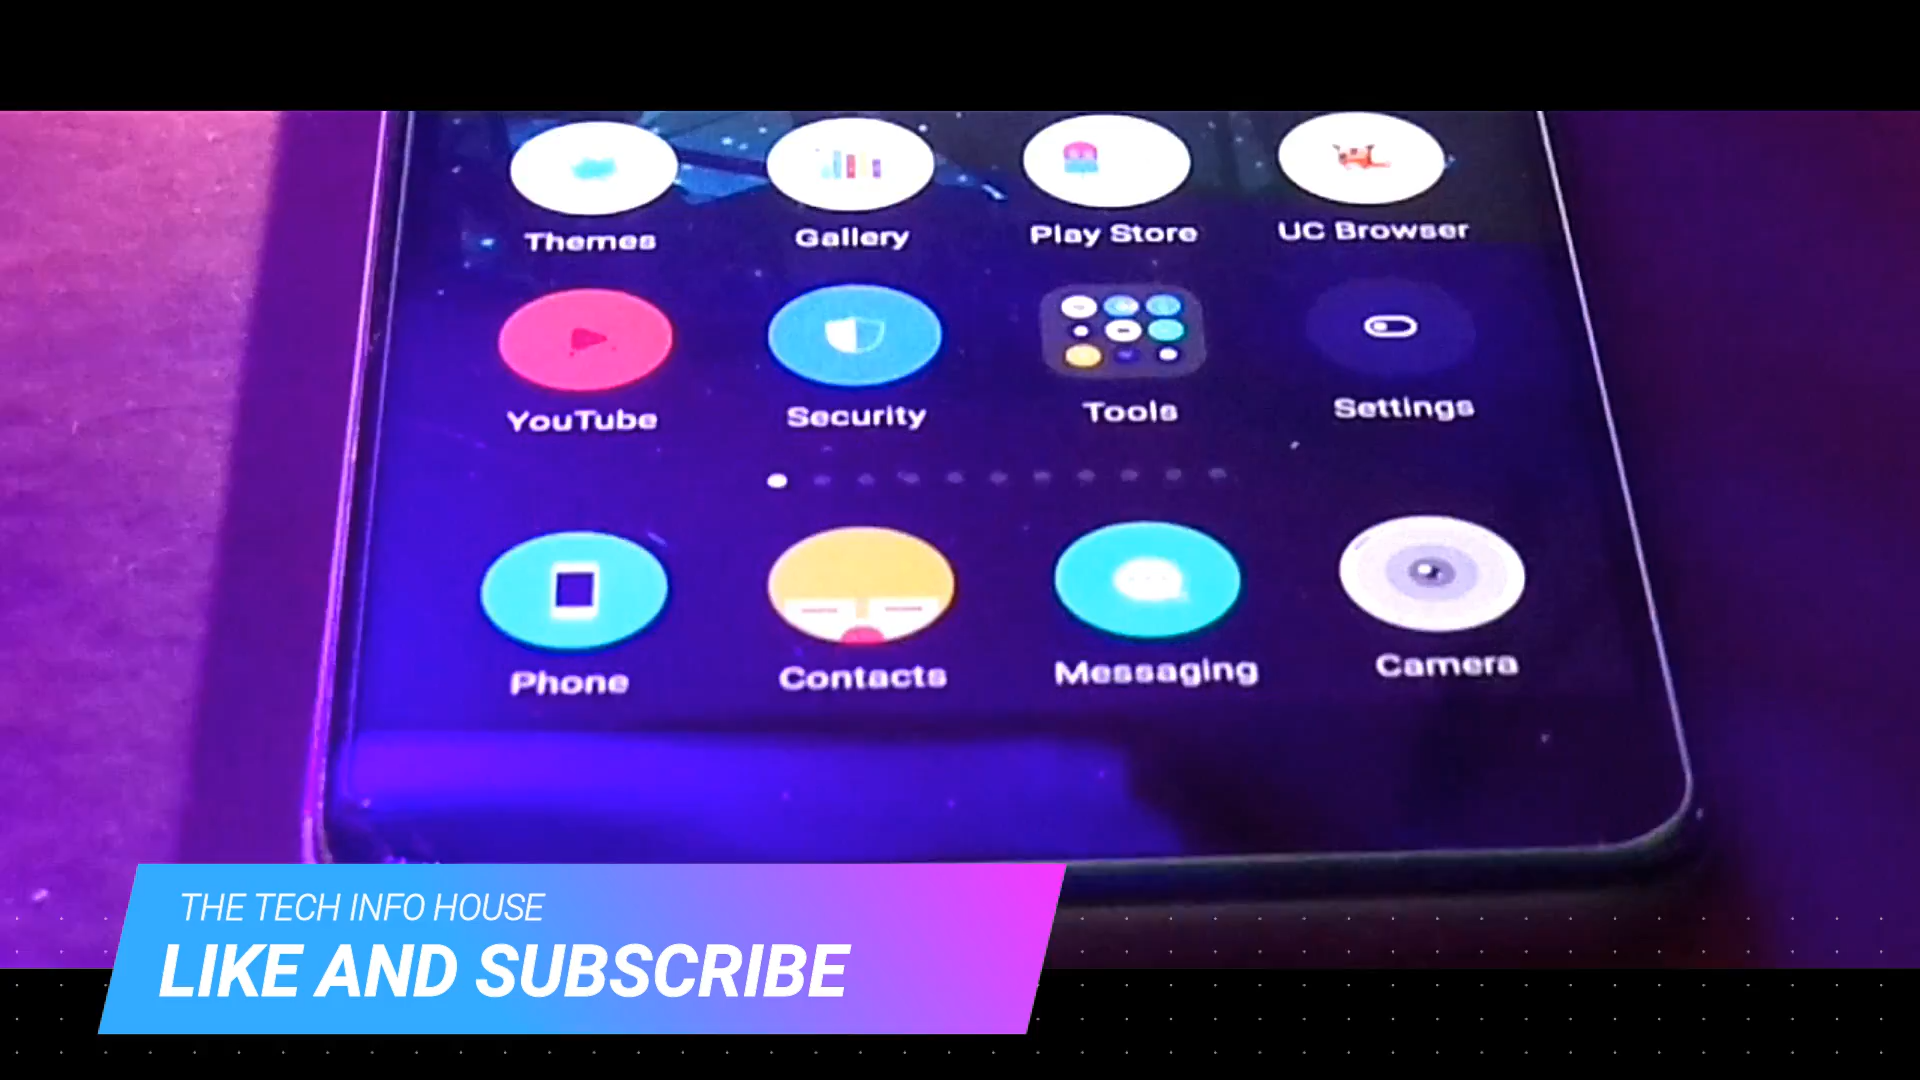 Themes Gallery Play Store UC Browser
YouTube Security Tools Settings
Phone Contacts Messaging Camera
THE TECH INFO HOUSE
LIKE AND SUBSCRIBE